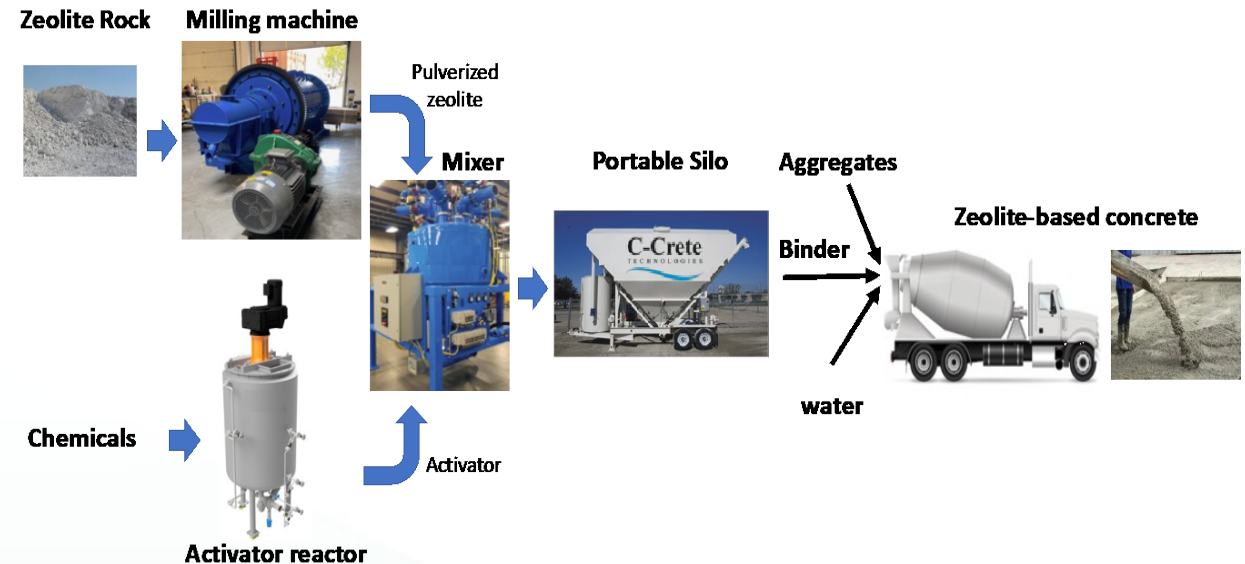 Zeolite Rock
Milling machine
Pulverized
zeolite
Mixer
Portable Silo
Aggregates
Zeolite-based concrete
C-Crete
TECHNOLOGIES
Binder
water
Chemicals
Activator
Activator reactor